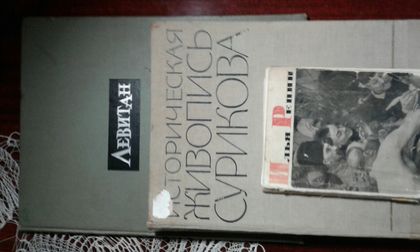 ЛЕВИТАН
ИСТОРИЧЕСКАЯ
ЖИВОПИСЬ
СУРИКОВА
ИЛЬЯ РЕПИН